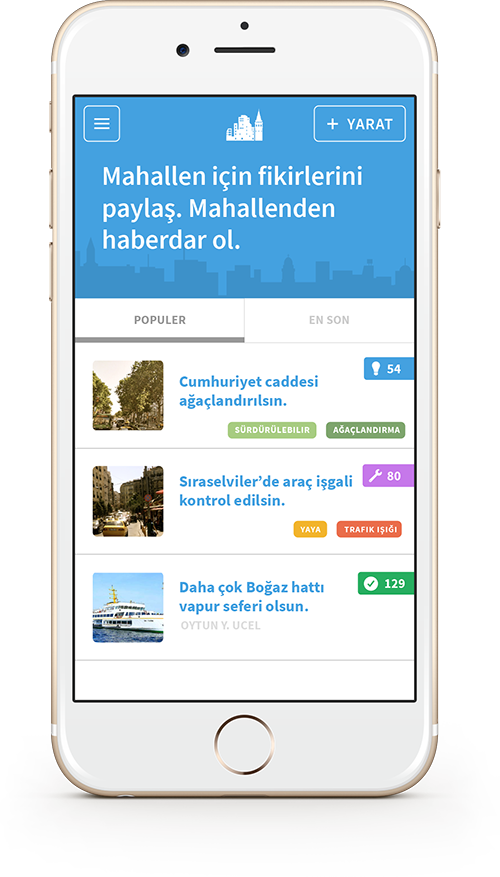 + YARAT
Mahallen için fikirlerini
paylaş. Mahallenden
haberdar ol.
POPULER
EN SON
54
Cumhuriyet caddesi
ağaçlandırılsın.
SÜRDÜRÜLEBILIR
AĞAÇLANDIRMA
80
Sıraselviler’de araç işgali
kontrol edilsin.
YAYA
TRAFIK IŞIĞI
129
Daha çok Boğaz hattı
vapur seferi olsun.
OYTUN Y. UCEL